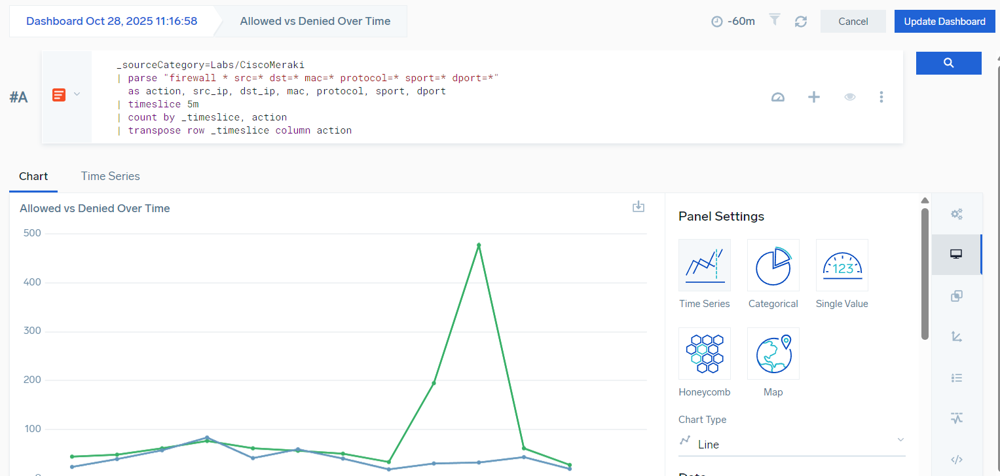 Dashboard Oct 28, 2025 11:16:58
Allowed vs Denied Over Time
-60m
Cancel
Update Dashboard
#A
_sourceCategory=Labs/CiscoMeraki
| parse "firewall * src=* dst=* mac=* protocol=* sport=* dport=*"
as action, src_ip, dst_ip, mac, protocol, sport, dport
| timeslice 5m
| count by _timeslice, action
| transpose row _timeslice column action
Chart
Time Series
Allowed vs Denied Over Time
500
400
300
200
100
Panel Settings
Time Series
Categorical
123
Single Value
Honeycomb
Map
Chart Type
Line